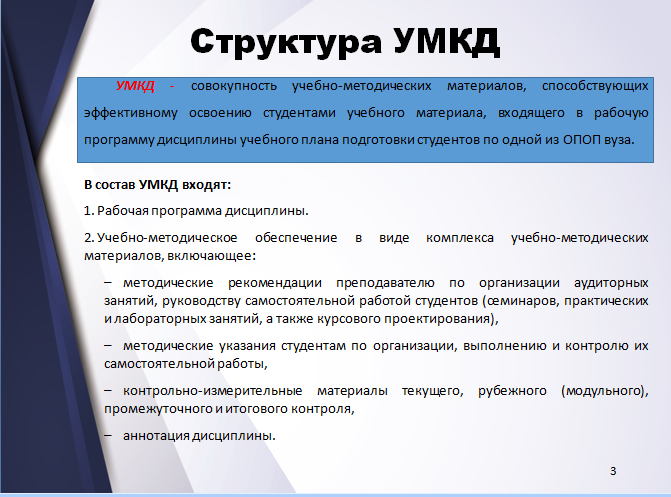 Структура УМКД
УМКД - совокупность учебно-методических материалов, способствующих
эффективному освоению студентами учебного материала, входящего в рабочую
программу дисциплины учебного плана подготовки студентов по одной из ОПОП вуза.
В состав УМКД входят:
1. Рабочая программа дисциплины.
2. Учебно-методическое обеспечение в виде комплекса учебно-методических
материалов, включающее:
– методические рекомендации преподавателю по организации аудиторных
занятий, руководству самостоятельной работой студентов (семинаров, практических
и лабораторных занятий, а также курсового проектирования),
– методические указания студентам по организации, выполнению и контролю их
самостоятельной работы,
– контрольно-измерительные материалы текущего, рубежного (модульного),
промежуточного и итогового контроля,
– аннотация дисциплины.
3